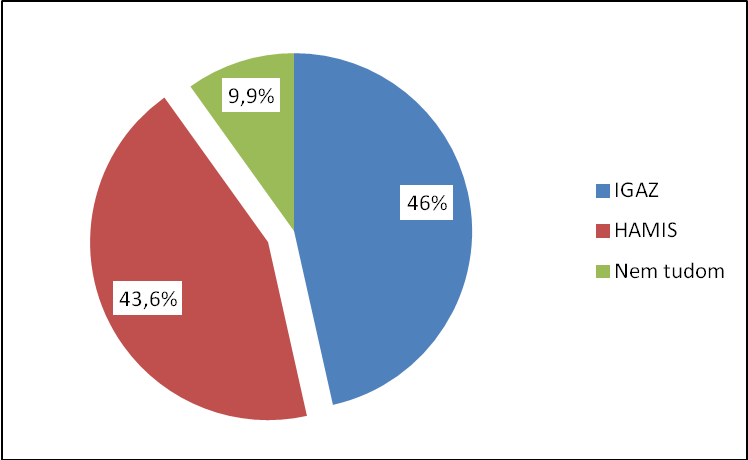 9,9%
46%
43,6%
IGAZ
HAMIS
Nem tudom